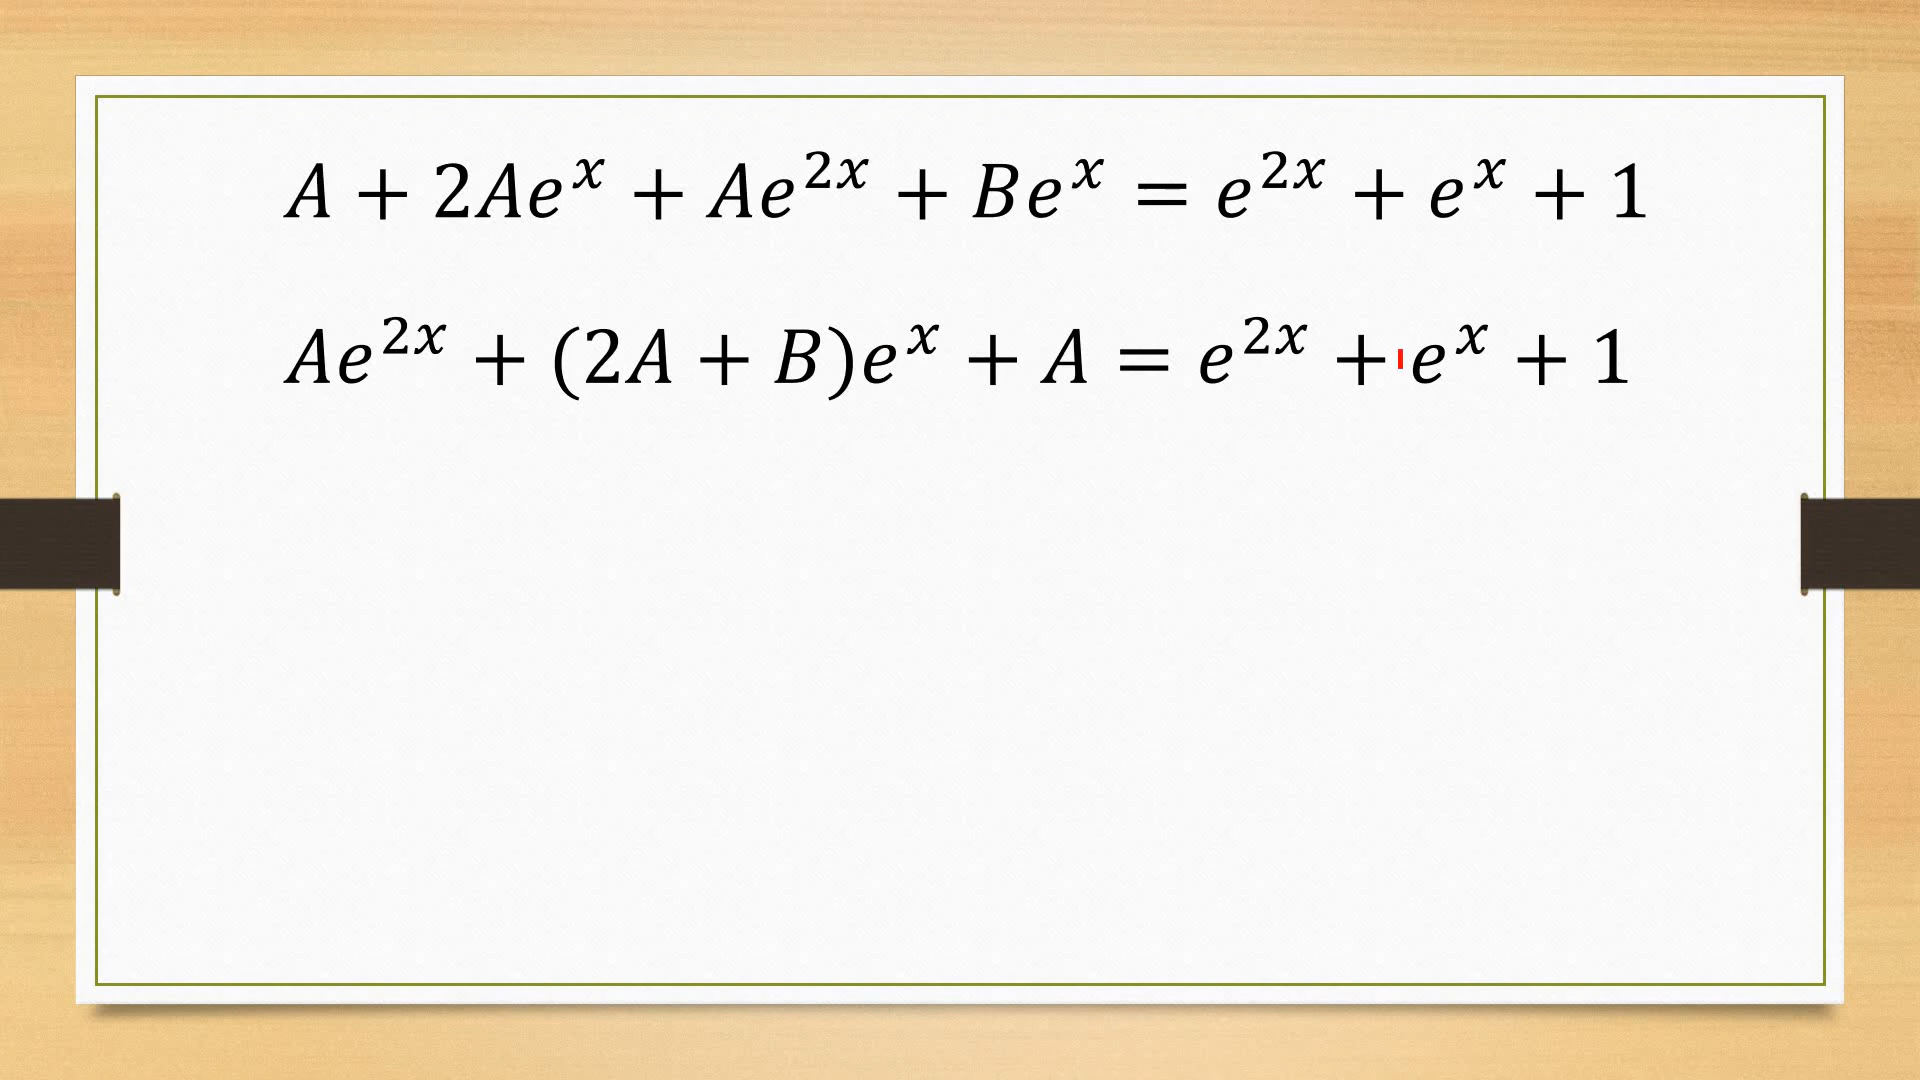 A + 2Ae^x + Ae^{2x} + Be^x = e^{2x} + e^x + 1
Ae^{2x} + (2A + B)e^x + A = e^{2x} + e^x + 1